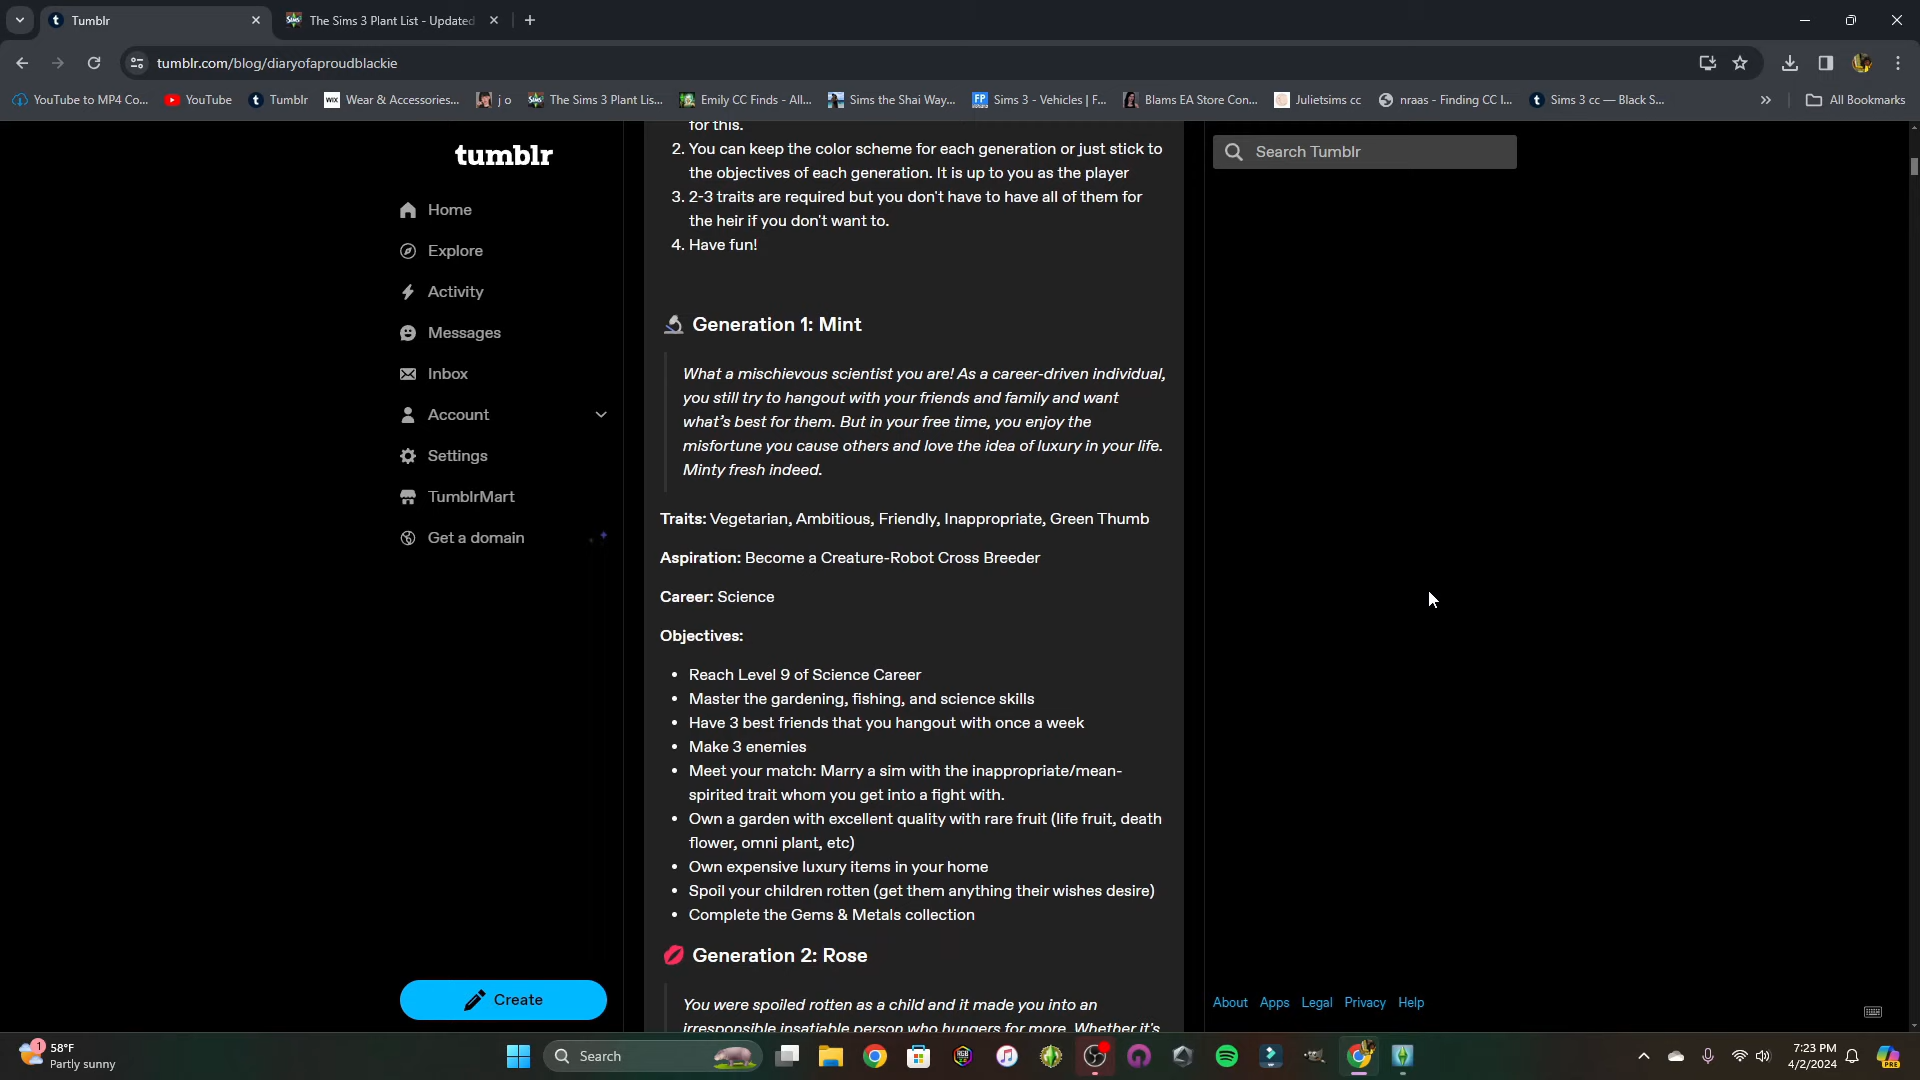 Tumblr
The Sims 3 Plant List - Updated
tumblr.com/blog/diaryofaproudblackie
YouTube to MP4 Co...
YouTube
Tumblr
Wear & Accessories...
j o
The Sims 3 Plant Lis...
Emily CC Finds - All...
Sims the Shai Way...
Sims 3 - Vehicles | F...
Blams EA Store Con...
Julietsims cc
nraas - Finding CC I...
Sims 3 cc — Black S...
All Bookmarks
tumblr
Home
Explore
Activity
Messages
Inbox
Account
Settings
TumblrMart
Get a domain
Create
for this.
2. You can keep the color scheme for each generation or just stick to
the objectives of each generation. It is up to you as the player
3. 2-3 traits are required but you don't have to have all of them for
the heir if you don't want to.
4. Have fun!
Generation 1: Mint
What a mischievous scientist you are! As a career-driven individual,
you still try to hangout with your friends and family and want
what's best for them. But in your free time, you enjoy the
misfortune you cause others and love the idea of luxury in your life.
Minty fresh indeed.
Traits: Vegetarian, Ambitious, Friendly, Inappropriate, Green Thumb
Aspiration: Become a Creature-Robot Cross Breeder
Career: Science
Objectives:
• Reach Level 9 of Science Career
• Master the gardening, fishing, and science skills
• Have 3 best friends that you hangout with once a week
• Make 3 enemies
• Meet your match: Marry a sim with the inappropriate/mean-
spirited trait whom you get into a fight with.
• Own a garden with excellent quality with rare fruit (life fruit, death
flower, omni plant, etc)
• Own expensive luxury items in your home
• Spoil your children rotten (get them anything their wishes desire)
• Complete the Gems & Metals collection
Generation 2: Rose
You were spoiled rotten as a child and it made you into an
irresponsible insatiable person who hungers for more. Whether it's
Search Tumblr
About Apps Legal Privacy Help
1
58°F
Partly sunny
Search
7:23 PM
4/2/2024